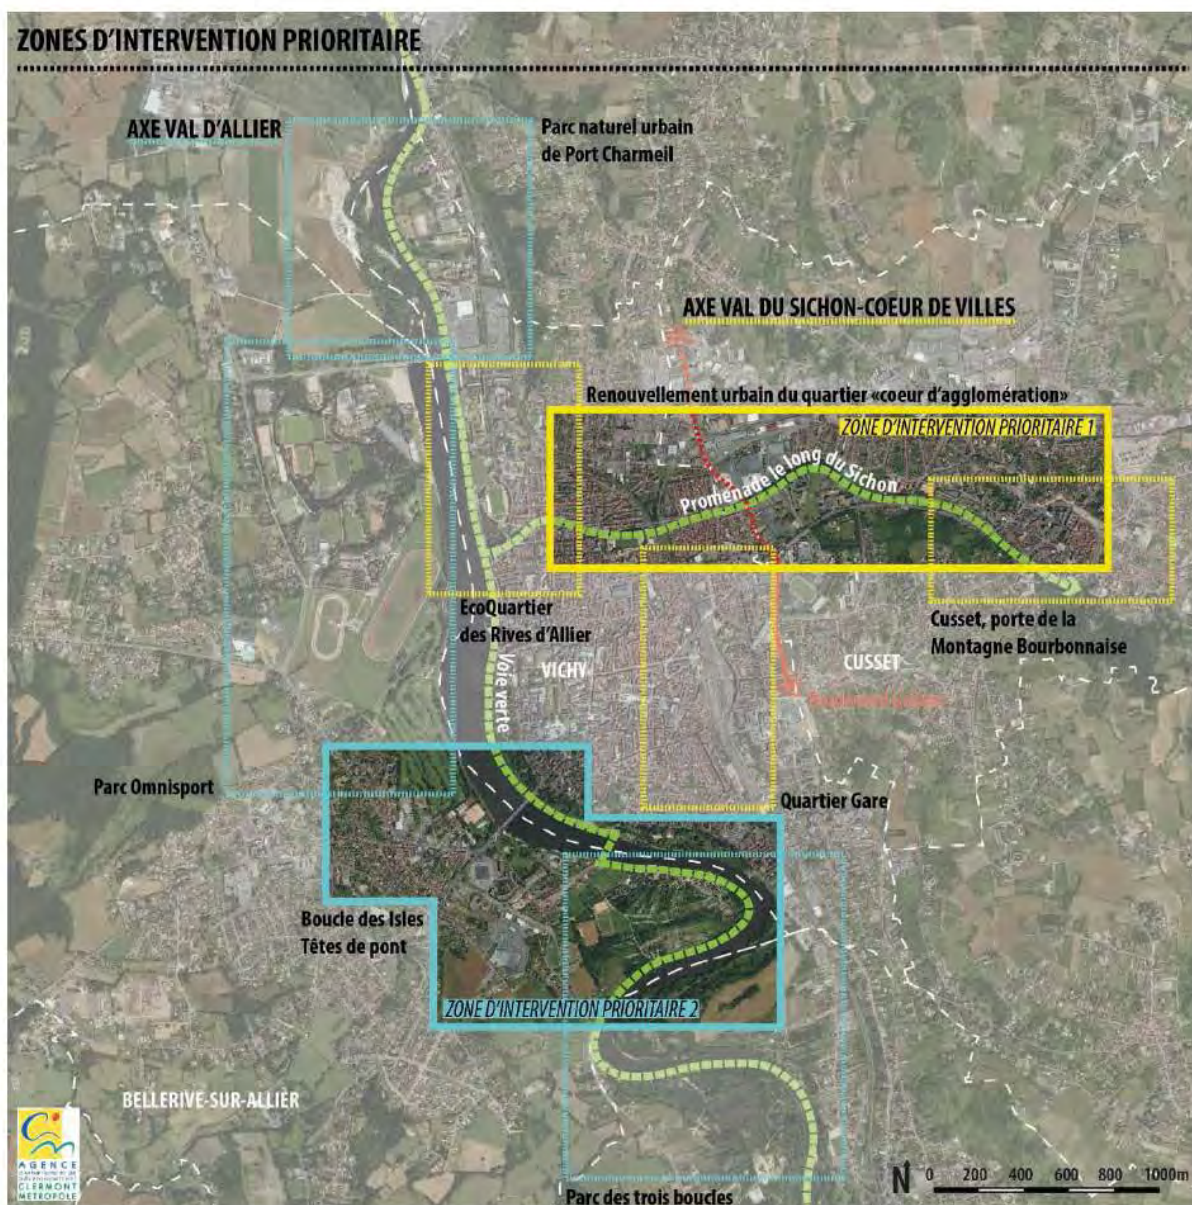 ZONES D'INTERVENTION PRIORITAIRE
AXE VAL D'ALLIER
Parc naturel urbain
de Port Charmeil
AXE VAL DU SICHON-COEUR DE VILLES
Renouvellement urbain du quartier «coeur d'agglomération»
ZONE D'INTERVENTION PRIORITAIRE 1
Promenade le long du Sichon
EcoQuartier
des Rives d'Allier
Cusset, porte de la
Montagne Bourbonnaise
VICHY
CUSSET
Voie verte
Parc Omnisport
Quartier Gare
Boucle des Isles
Têtes de pont
ZONE D'INTERVENTION PRIORITAIRE 2
BELLERIVE-SUR-ALLIER
Parc des trois boucles
AGENCE
CLERMONT
METROPOLE
N
0 200 400 600 800 1000m